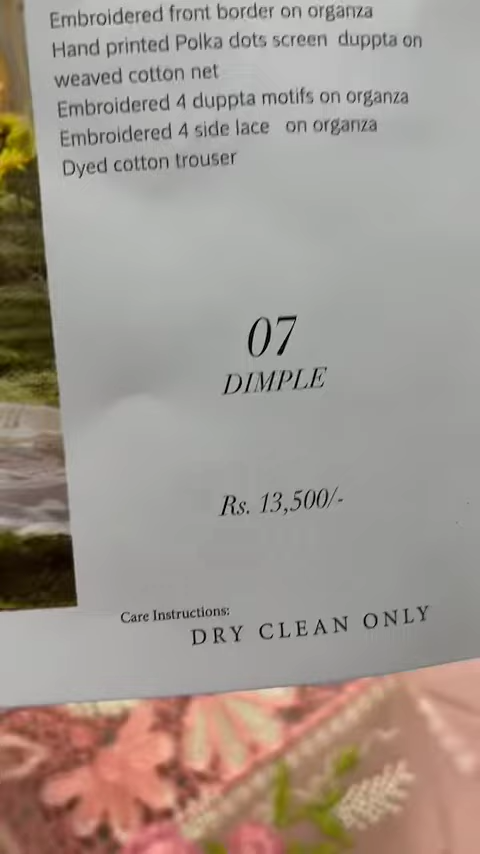 Embroidered front border on organza
Hand printed Polka dots screen duppta on
weaved cotton net
Embroidered 4 duppta motifs on organza
Embroidered 4 side lace on organza
Dyed cotton trouser
07
DIMPLE
Rs. 13,500/-
Care Instructions:
DRY CLEAN ONLY